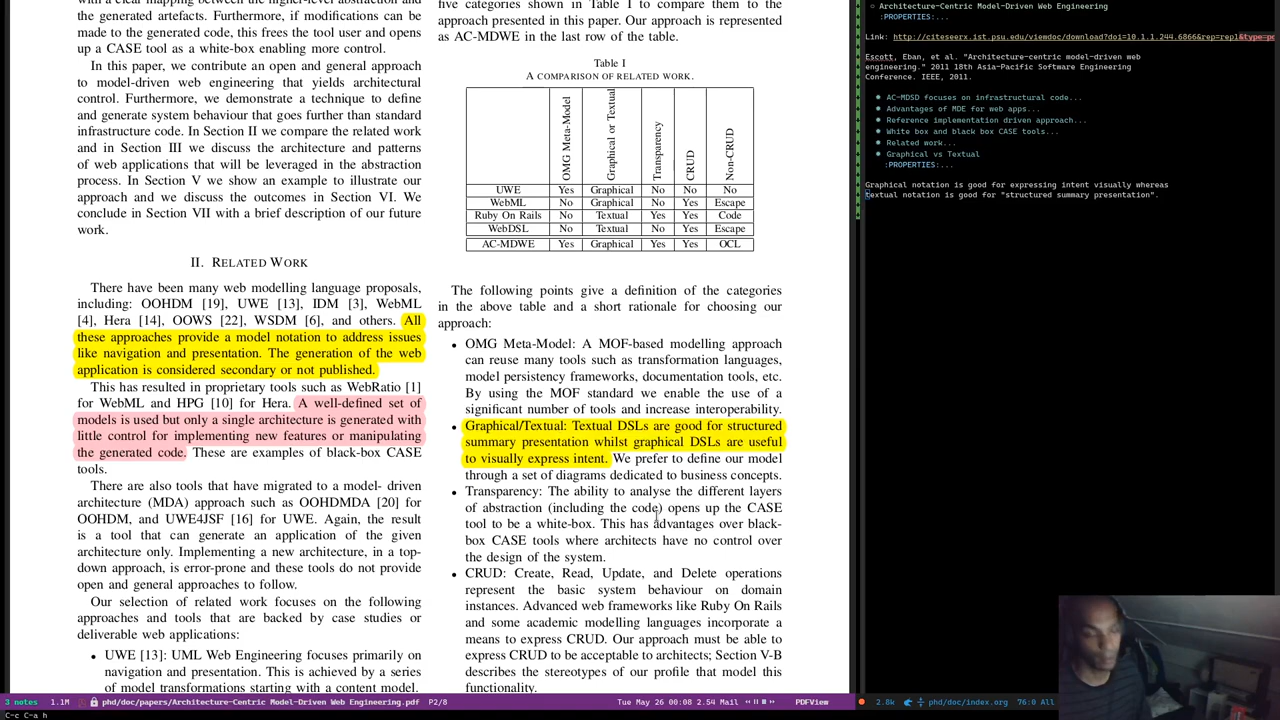 with a clear mapping between the higher-level abstraction and
the generated artefacts. Furthermore, if modifications can be
made to the generated code, this frees the tool user and opens
up a CASE tool as a white-box enabling more control.
In this paper, we contribute an open and general approach
to model-driven web engineering that yields architectural
control. Furthermore, we demonstrate a technique to define
and generate system behaviour that goes further than standard
infrastructure code. In Section II we compare the related work
and in Section III we discuss the architecture and patterns
of web applications that will be leveraged in the abstraction
process. In Section V we show an example to illustrate our
approach and we discuss the outcomes in Section VI. We
conclude in Section VII with a brief description of our future
work.
II. RELATED WORK
There have been many web modelling language proposals,
including: OOHDM [19], UWE [13], IDM [3], WebML
[4], Hera [14], OOWS [22], WSDM [6], and others. All
these approaches provide a model notation to address issues
like navigation and presentation. The generation of the web
application is considered secondary or not published.
This has resulted in proprietary tools such as WebRatio [1]
for WebML and HPG [10] for Hera. A well-defined set of
models is used but only a single architecture is generated with
little control for implementing new features or manipulating
the generated code. These are examples of black-box CASE
tools.
There are also tools that have migrated to a model- driven
architecture (MDA) approach such as OOHDMDA [20] for
OOHDM, and UWE4JSF [16] for UWE. Again, the result
is a tool that can generate an application of the given
architecture only. Implementing a new architecture, in a top-
down approach, is error-prone and these tools do not provide
open and general approaches to follow.
Our selection of related work focuses on the following
approaches and tools that are backed by case studies or
deliverable web applications:
• UWE [13]: UML Web Engineering focuses primarily on
navigation and presentation. This is achieved by a series
of model transformations starting with a content model.
five categories shown in Table I to compare them to the
approach presented in this paper. Our approach is represented
as AC-MDWE in the last row of the table.
Table I
A COMPARISON OF RELATED WORK.
OMG Meta-Model Graphical or Textual Transparency CRUD Non-CRUD
UWE Yes Graphical No No No
WebML No Graphical No Yes Escape
Ruby On Rails No Textual Yes Yes Code
WebDSL No Textual No Yes Escape
AC-MDWE Yes Graphical Yes Yes OCL
The following points give a definition of the categories
in the above table and a short rationale for choosing our
approach:
• OMG Meta-Model: A MOF-based modelling approach
can reuse many tools such as transformation languages,
model persistency frameworks, documentation tools, etc.
By using the MOF standard we enable the use of a
significant number of tools and increase interoperability.
• Graphical/Textual: Textual DSLs are good for structured
summary presentation whilst graphical DSLs are useful
to visually express intent. We prefer to define our model
through a set of diagrams dedicated to business concepts.
• Transparency: The ability to analyse the different layers
of abstraction (including the code) opens up the CASE
tool to be a white-box. This has advantages over black-
box CASE tools where architects have no control over
the design of the system.
• CRUD: Create, Read, Update, and Delete operations
represent the basic system behaviour on domain
instances. Advanced web frameworks like Ruby On Rails
and some academic modelling languages incorporate a
means to express CRUD. Our approach must be able to
express CRUD to be acceptable to architects; Section V-B
describes the stereotypes of our profile that model this
functionality.
Architecture-Centric Model-Driven Web Engineering
:PROPERTIES:...
Link: http://citeseerx.ist.psu.edu/viewdoc/download?doi=10.1.1.244.6866&rep=rep1&type=p
Escott, Eban, et al. "Architecture-centric model-driven web
engineering." 2011 18th Asia-Pacific Software Engineering
Conference. IEEE, 2011.
AC-MDSD focuses on infrastructural code...
Advantages of MDE for web apps...
Reference implementation driven approach...
White box and black box CASE tools...
Related work...
Graphical vs Textual
:PROPERTIES:...
Graphical notation is good for expressing intent visually whereas
textual notation is good for "structured summary presentation".
3 notes 1.1M phd/doc/papers/Architecture-Centric Model-Driven Web Engineering.pdf P2/8 Tue May 26 00:08 2.54 Mail PDFView
2.8k phd/doc/index.org 76:0 All
C-c C-a h